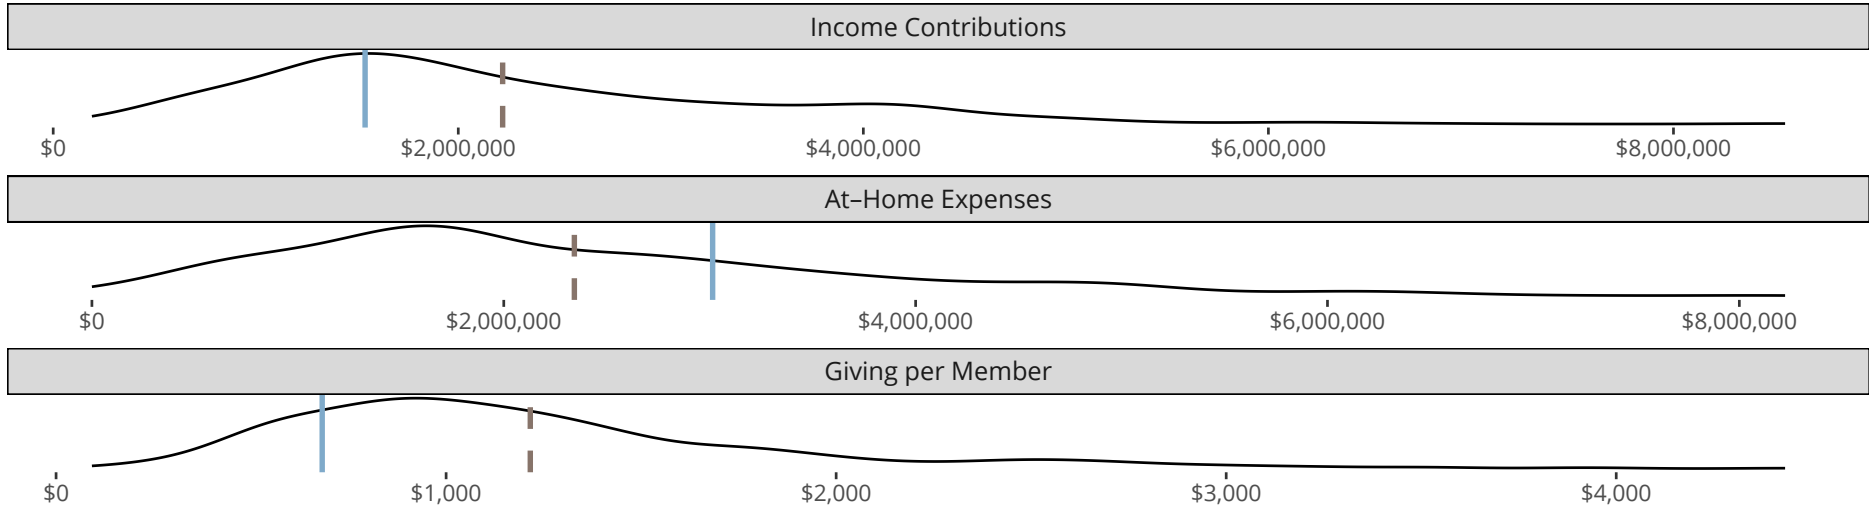 Income Contributions
$0 $2,000,000 $4,000,000 $6,000,000 $8,000,000
At–Home Expenses
$0 $2,000,000 $4,000,000 $6,000,000 $8,000,000
Giving per Member
$0 $1,000 $2,000 $3,000 $4,000